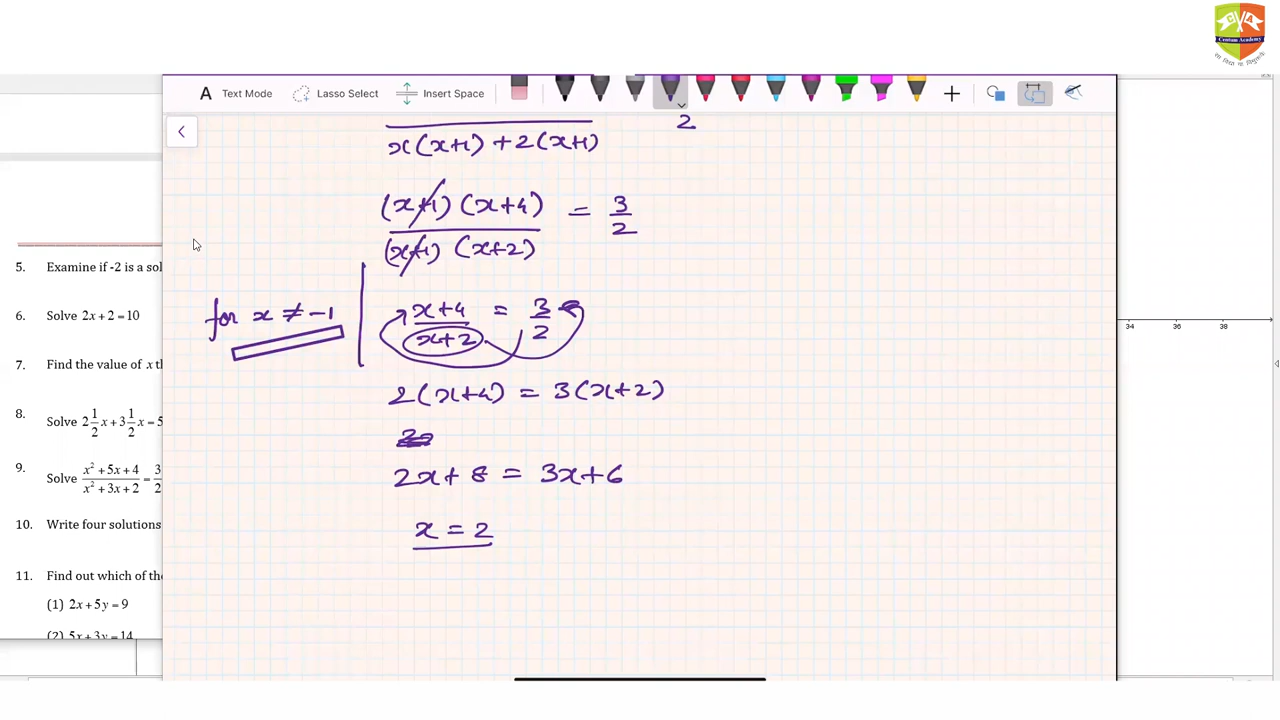 CA
Centum Academy
A Text Mode Lasso Select Insert Space
2
x(x+1) + 2(x+1)
(x+1) (x+4) = 3/2
(x+1) (x+2)
for x ≠ -1
x+4/x+2 = 3/2
2(x+4) = 3(x+2)
2x+8 = 3x+6
x = 2
5. Examine if -2 is a sol
6. Solve 2x + 2 = 10
7. Find the value of x th
8. Solve 2 1/2 x + 3 1/2 x = 5
9. Solve x² + 5x + 4 / x² + 3x + 2 = 3/2
10. Write four solutions
11. Find out which of the
(1) 2x + 5y = 9
(2) 5x + 3y = 14
34 36 38